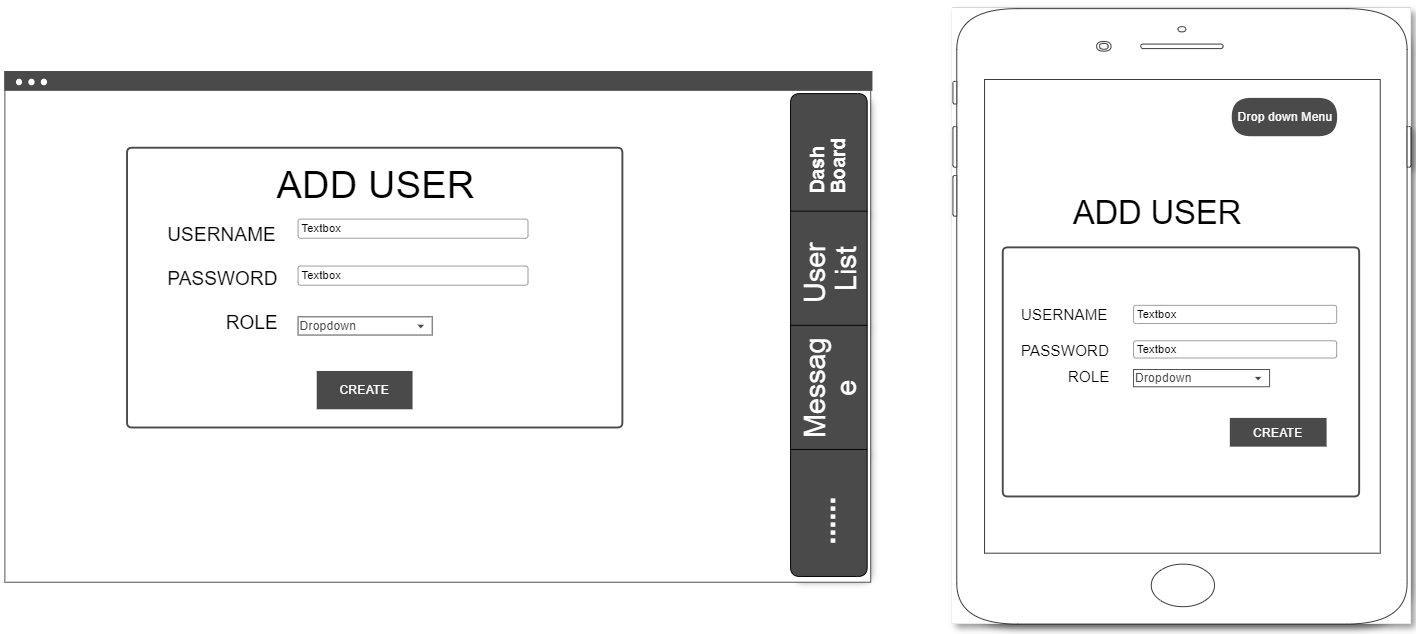 ADD USER
USERNAME Textbox
PASSWORD Textbox
ROLE Dropdown
CREATE
Dash
Board
User
List
Messag
e
......
Drop down Menu
ADD USER
USERNAME Textbox
PASSWORD Textbox
ROLE Dropdown
CREATE